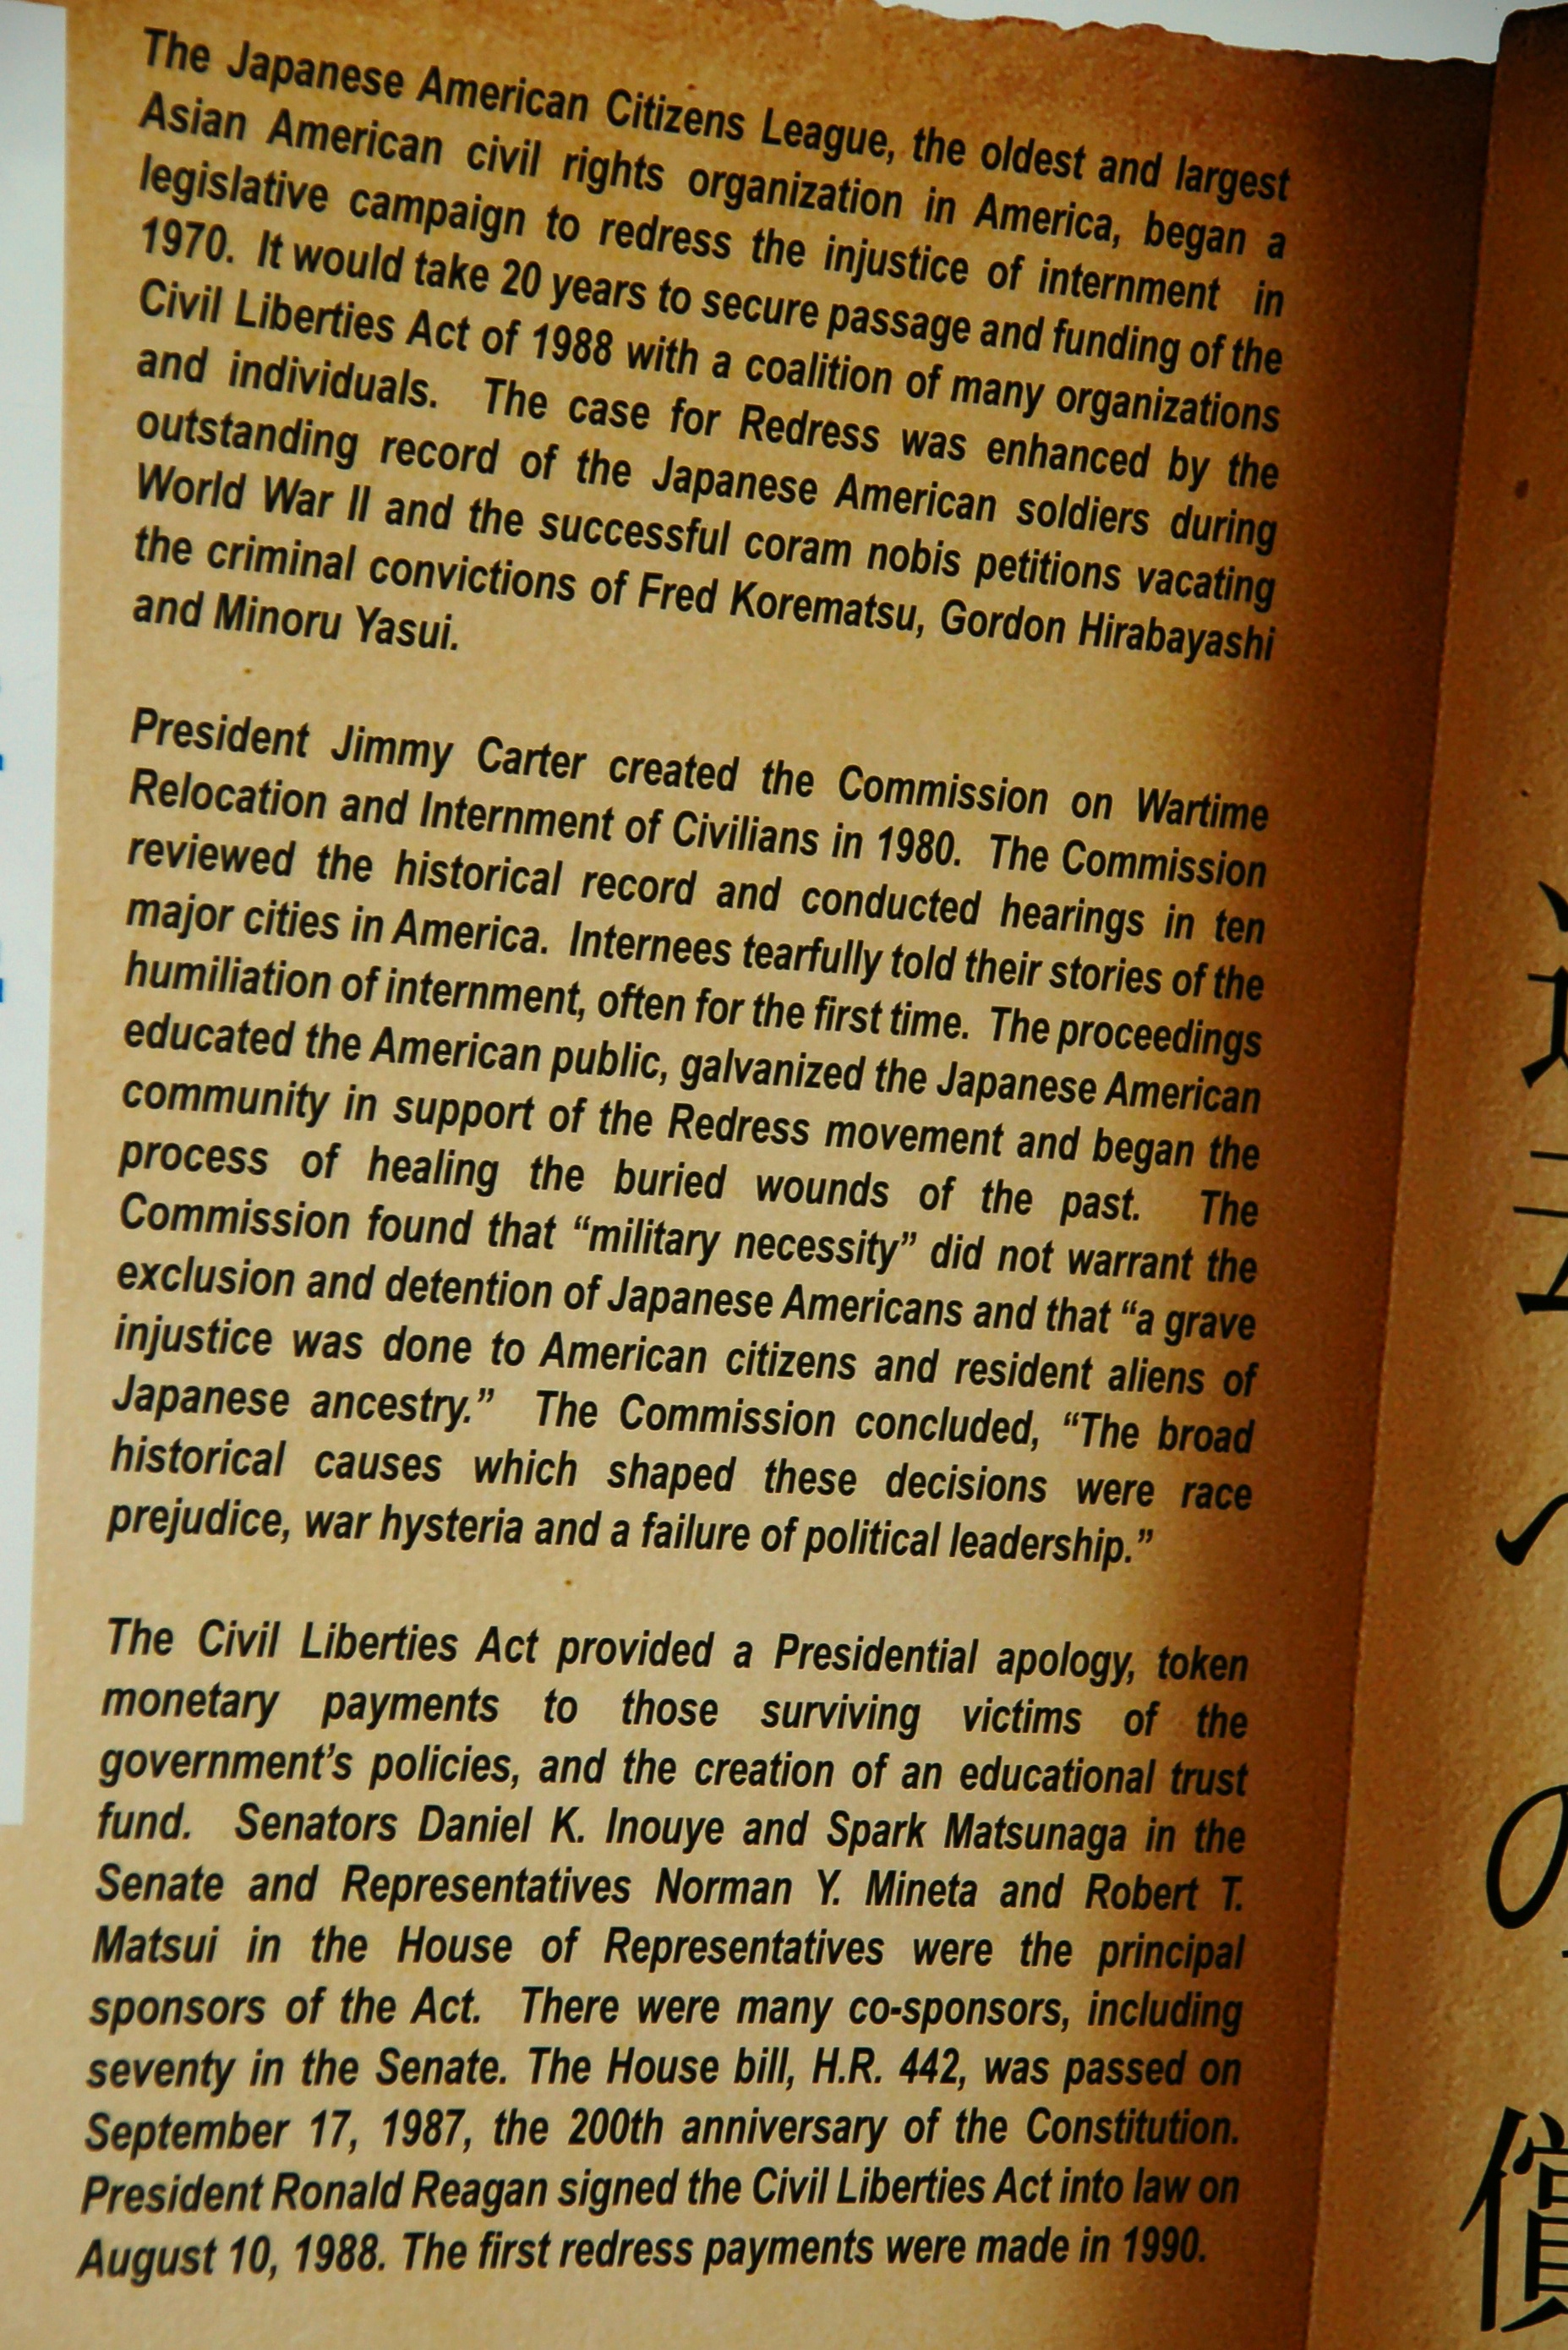 The Japanese American Citizens League, the oldest and largest
Asian American civil rights organization in America, began a
legislative campaign to redress the injustice of internment in
1970. It would take 20 years to secure passage and funding of the
Civil Liberties Act of 1988 with a coalition of many organizations
and individuals. The case for Redress was enhanced by the
outstanding record of the Japanese American soldiers during
World War II and the successful coram nobis petitions vacating
the criminal convictions of Fred Korematsu, Gordon Hirabayashi
and Minoru Yasui.
President Jimmy Carter created the Commission on Wartime
Relocation and Internment of Civilians in 1980. The Commission
reviewed the historical record and conducted hearings in ten
major cities in America. Internees tearfully told their stories of the
humiliation of internment, often for the first time. The proceedings
educated the American public, galvanized the Japanese American
community in support of the Redress movement and began the
process of healing the buried wounds of the past. The
Commission found that “military necessity” did not warrant the
exclusion and detention of Japanese Americans and that “a grave
injustice was done to American citizens and resident aliens of
Japanese ancestry.” The Commission concluded, “The broad
historical causes which shaped these decisions were race
prejudice, war hysteria and a failure of political leadership.”
The Civil Liberties Act provided a Presidential apology, token
monetary payments to those surviving victims of the
government’s policies, and the creation of an educational trust
fund. Senators Daniel K. Inouye and Spark Matsunaga in the
Senate and Representatives Norman Y. Mineta and Robert T.
Matsui in the House of Representatives were the principal
sponsors of the Act. There were many co-sponsors, including
seventy in the Senate. The House bill, H.R. 442, was passed on
September 17, 1987, the 200th anniversary of the Constitution.
President Ronald Reagan signed the Civil Liberties Act into law on
August 10, 1988. The first redress payments were made in 1990.